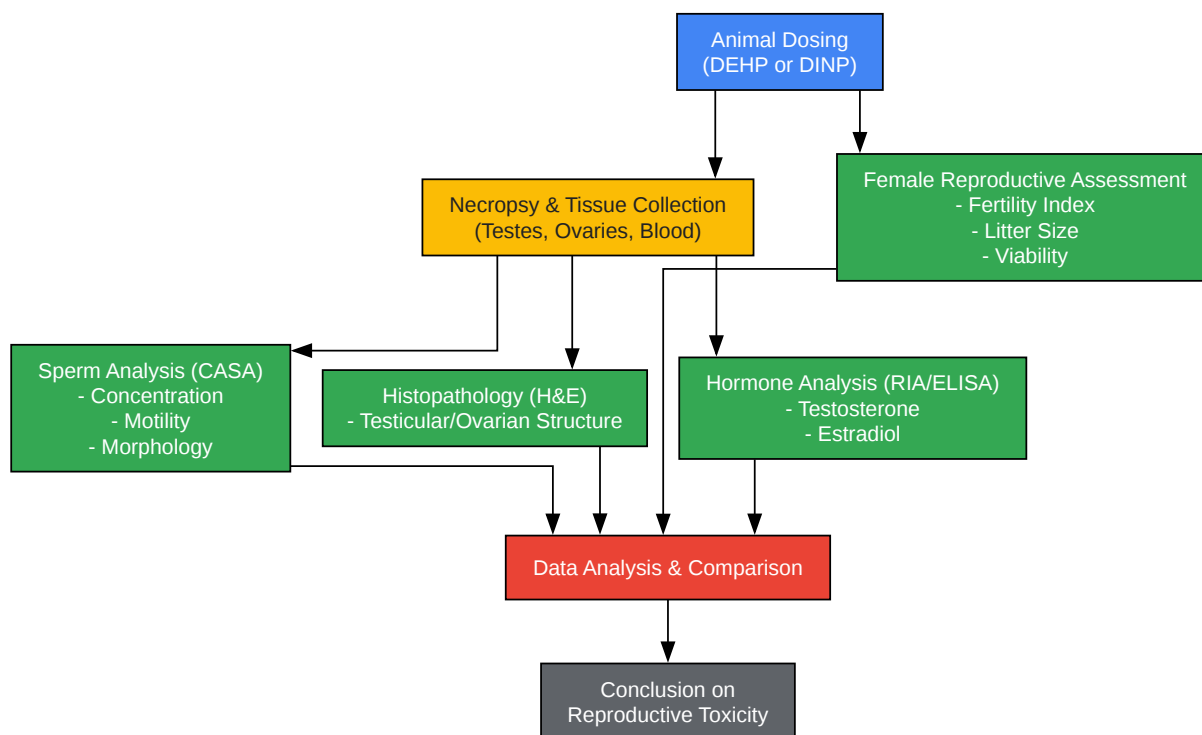 Animal Dosing
(DEHP or DINP)
Female Reproductive Assessment
- Fertility Index
- Litter Size
- Viability
Necropsy & Tissue Collection
(Testes, Ovaries, Blood)
Sperm Analysis (CASA)
- Concentration
- Motility
- Morphology
Histopathology (H&E)
- Testicular/Ovarian Structure
Hormone Analysis (RIA/ELISA)
- Testosterone
- Estradiol
Data Analysis & Comparison
Conclusion on
Reproductive Toxicity